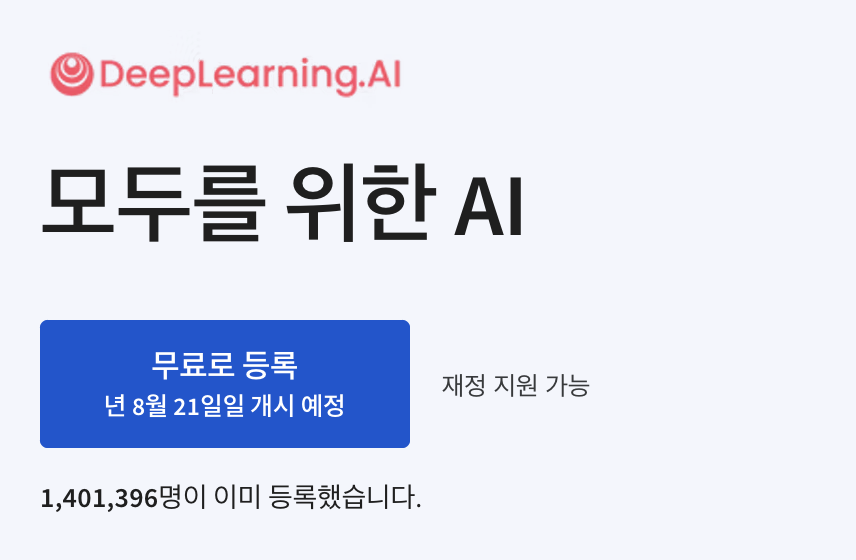 DeepLearning.AI
모두를 위한 AI
무료로 등록
년 8월 21일일 개시 예정
재정 지원 가능
1,401,396명이 이미 등록했습니다.